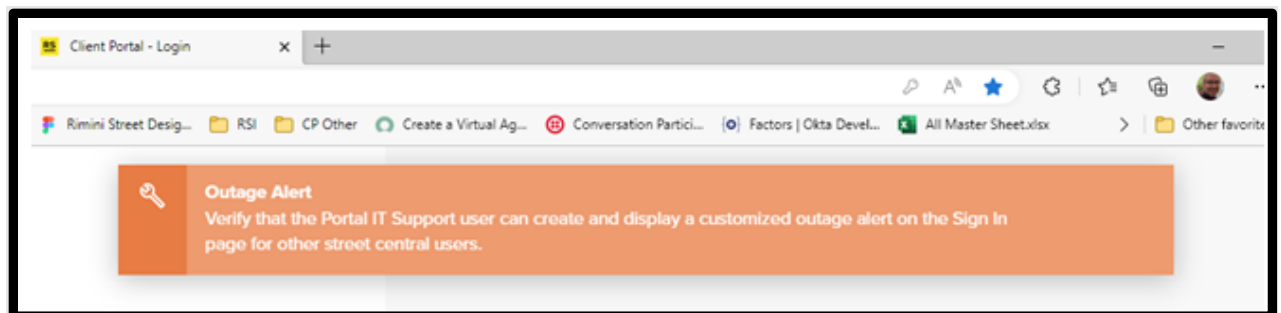 RS Client Portal - Login
Rimini Street Desig... RSI CP Other Create a Virtual Ag... Conversation Partici... Factors | Okta Devel... All Master Sheet.xlsx Other favorite
Outage Alert
Verify that the Portal IT Support user can create and display a customized outage alert on the Sign In
page for other street central users.